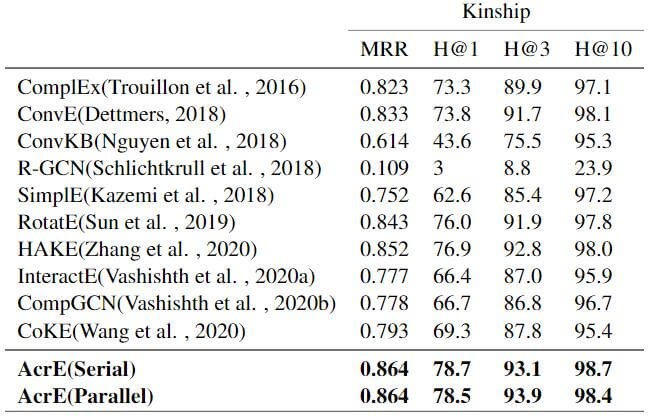 Kinship
MRR H@1 H@3 H@10
ComplEx(Trouillon et al. , 2016) 0.823 73.3 89.9 97.1
ConvE(Dettmers, 2018) 0.833 73.8 91.7 98.1
ConvKB(Nguyen et al. , 2018) 0.614 43.6 75.5 95.3
R-GCN(Schlichtkrull et al. , 2018) 0.109 3 8.8 23.9
SimplE(Kazemi et al. , 2018) 0.752 62.6 85.4 97.2
RotatE(Sun et al. , 2019) 0.843 76.0 91.9 97.8
HAKE(Zhang et al. , 2020) 0.852 76.9 92.8 98.0
InteractE(Vashishth et al. , 2020a) 0.777 66.4 87.0 95.9
CompGCN(Vashishth et al. , 2020b) 0.778 66.7 86.8 96.7
CoKE(Wang et al. , 2020) 0.793 69.3 87.8 95.4
AcrE(Serial) 0.864 78.7 93.1 98.7
AcrE(Parallel) 0.864 78.5 93.9 98.4